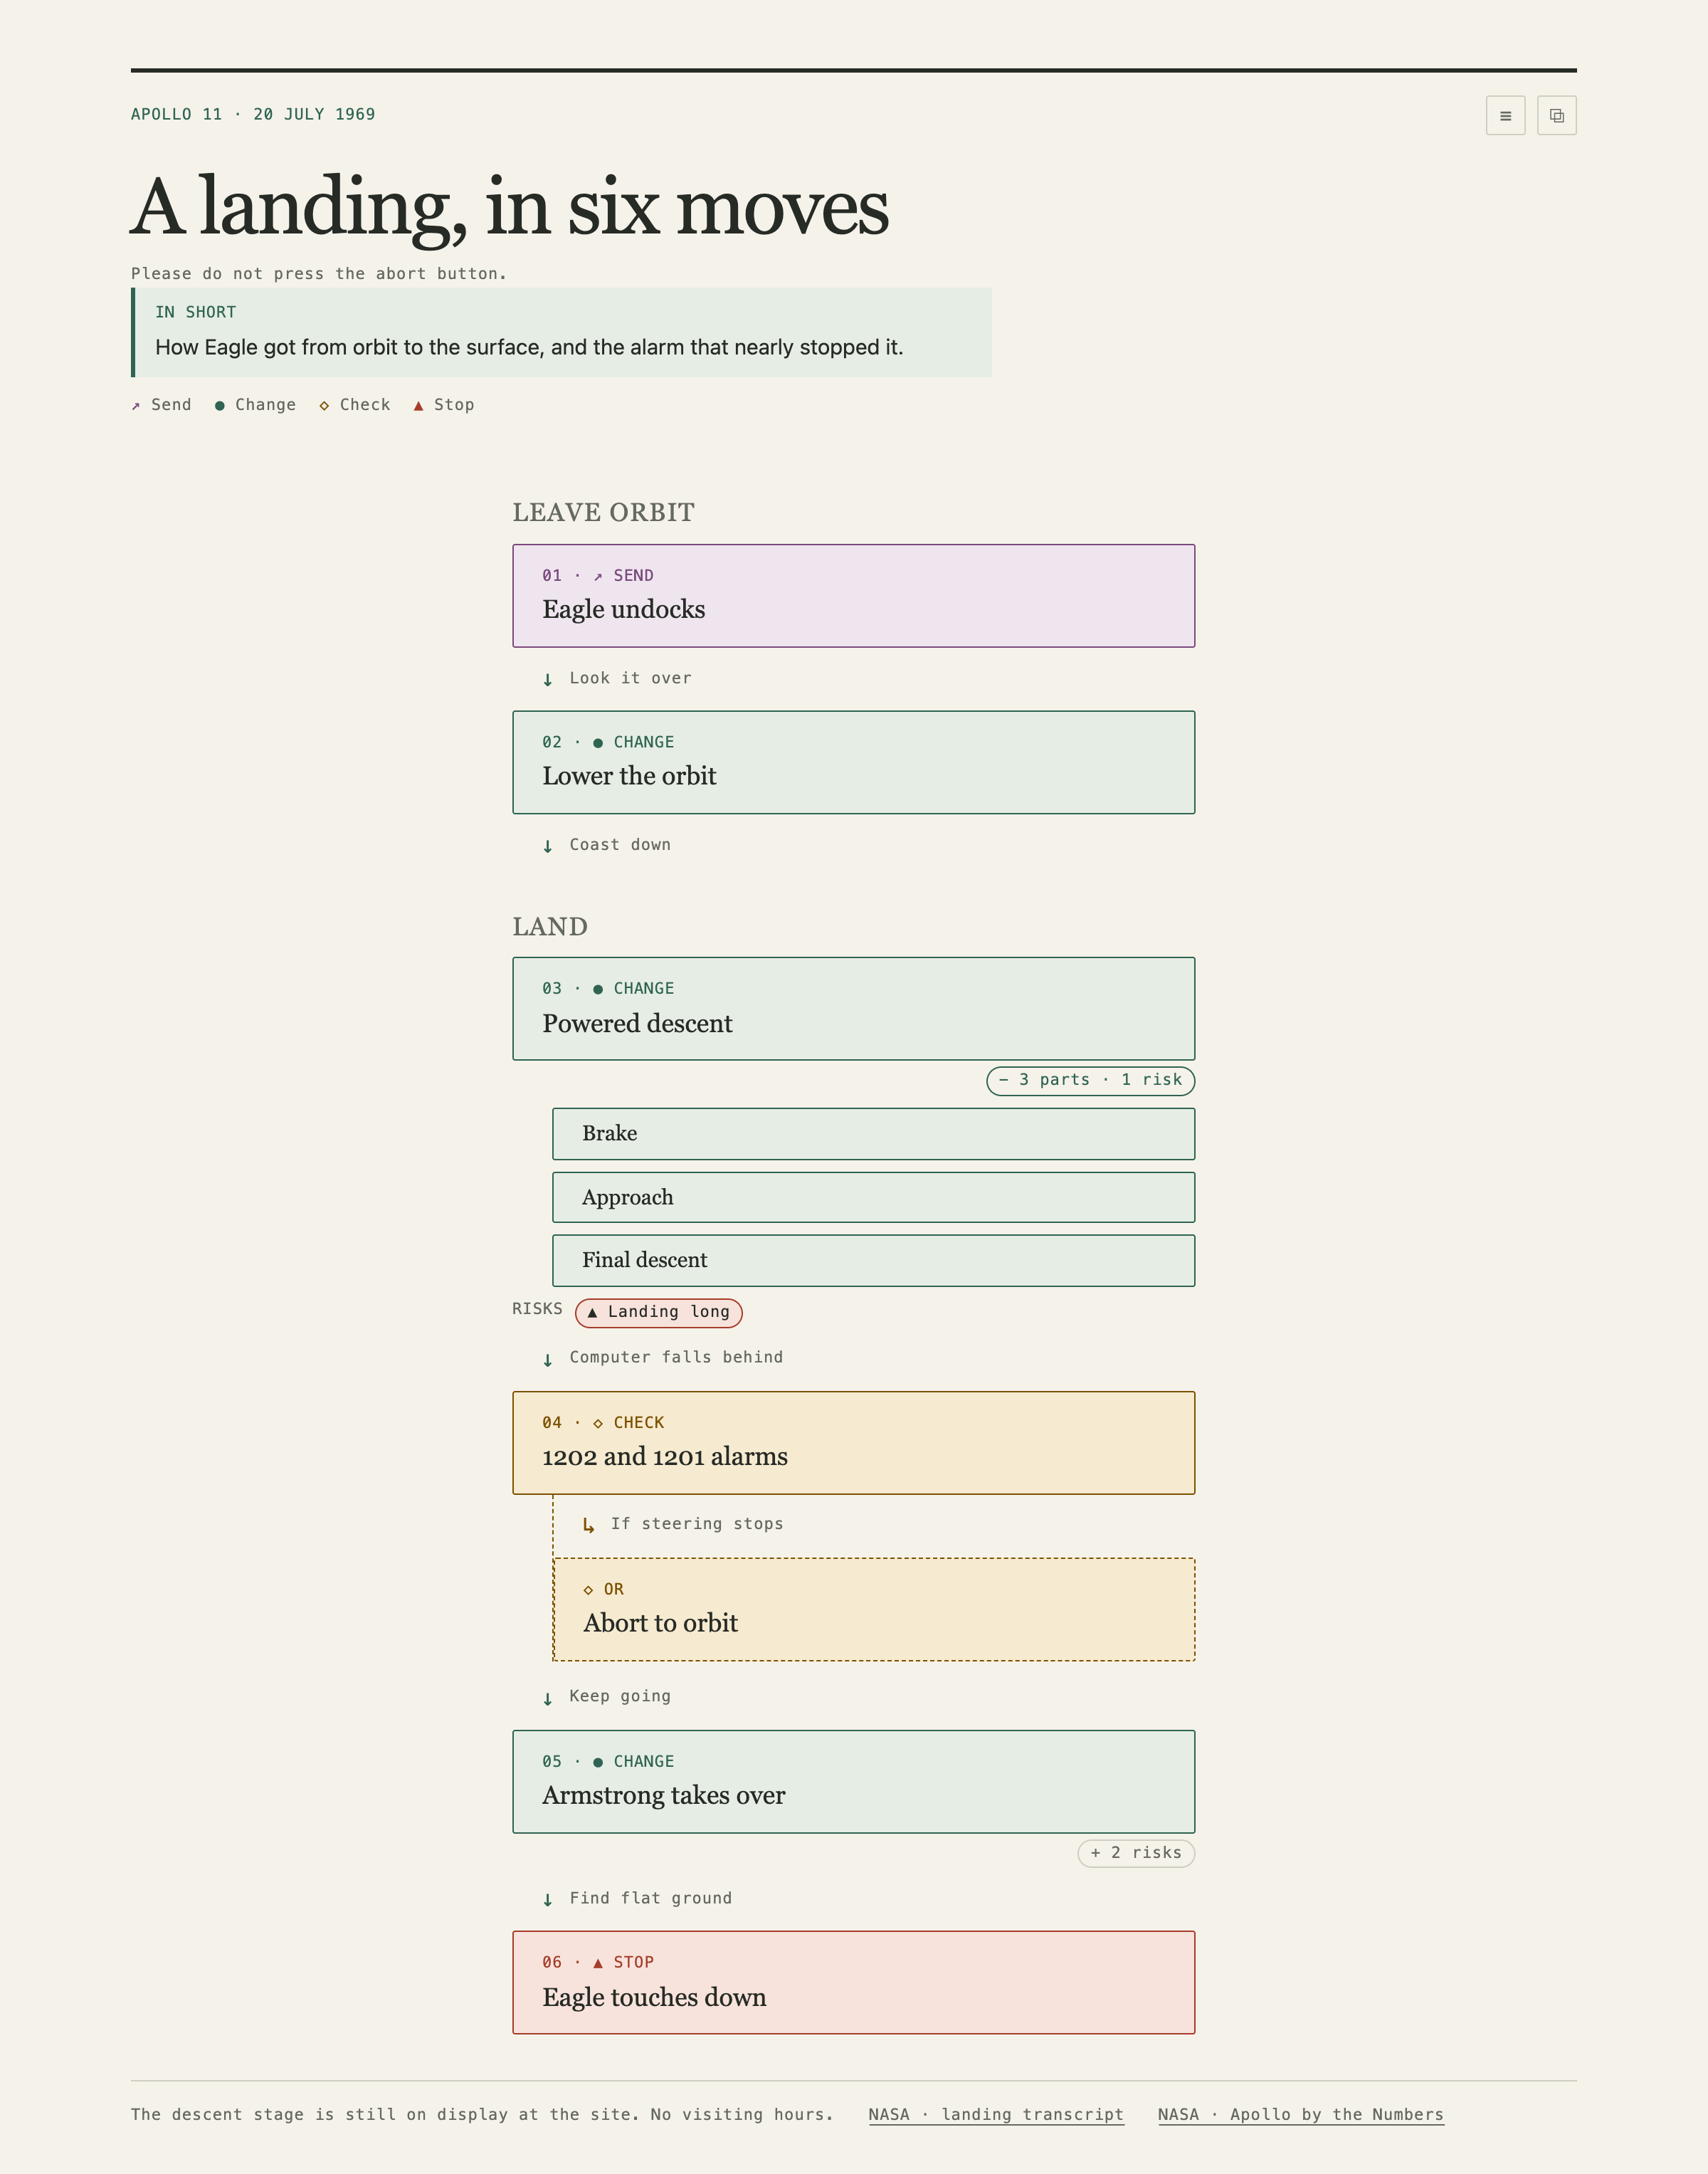 APOLLO 11 · 20 JULY 1969
A landing, in six moves
Please do not press the abort button.
IN SHORT
How Eagle got from orbit to the surface, and the alarm that nearly stopped it.
↗ Send ● Change ◇ Check ▲ Stop
LEAVE ORBIT
01 · ↗ SEND
Eagle undocks
↓ Look it over
02 · ● CHANGE
Lower the orbit
↓ Coast down
LAND
03 · ● CHANGE
Powered descent
− 3 parts · 1 risk
Brake
Approach
Final descent
RISKS ▲ Landing long
↓ Computer falls behind
04 · ◇ CHECK
1202 and 1201 alarms
↳ If steering stops
◇ OR
Abort to orbit
↓ Keep going
05 · ● CHANGE
Armstrong takes over
+ 2 risks
↓ Find flat ground
06 · ▲ STOP
Eagle touches down
The descent stage is still on display at the site. No visiting hours. NASA · landing transcript NASA · Apollo by the Numbers